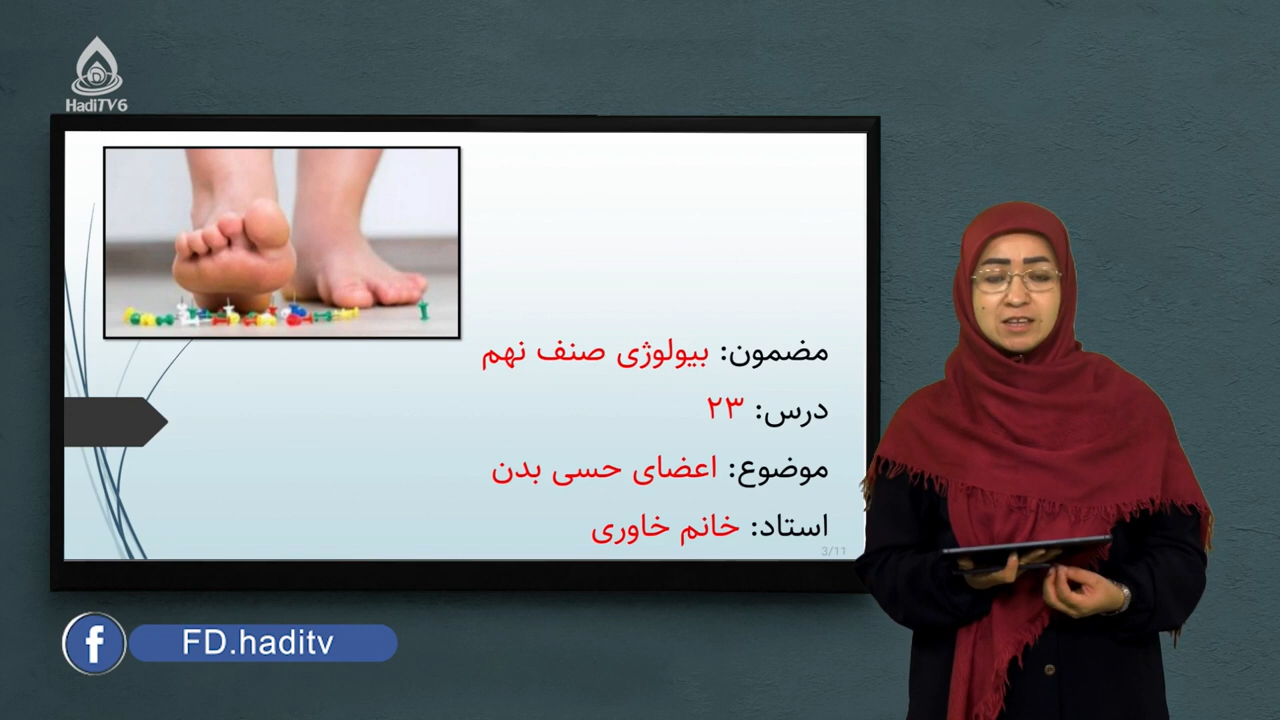 HadiTV6
مضمون: بیولوژی صنف نهم
درس: ۲۳
موضوع: اعضای حسی بدن
استاد: خانم خاوری
3/11
FD.haditv